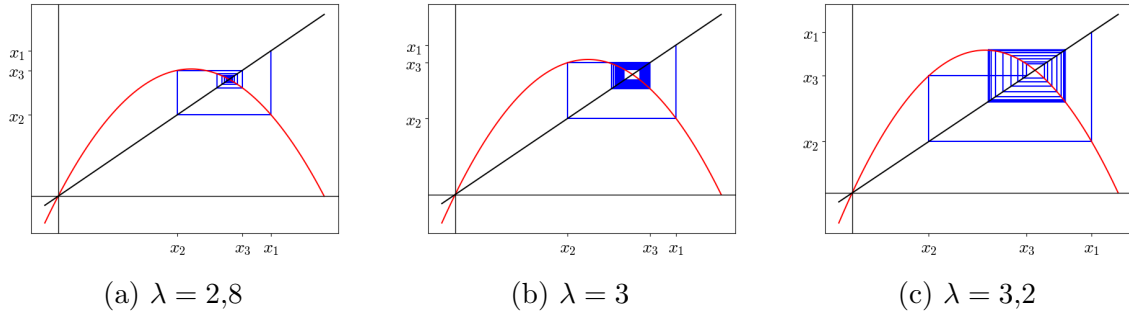 x₁
x₃
x₂
x₂ x₃ x₁
(a) λ = 2,8
x₁
x₃
x₂
x₂ x₃ x₁
(b) λ = 3
x₁
x₃
x₂
x₂ x₃ x₁
(c) λ = 3,2